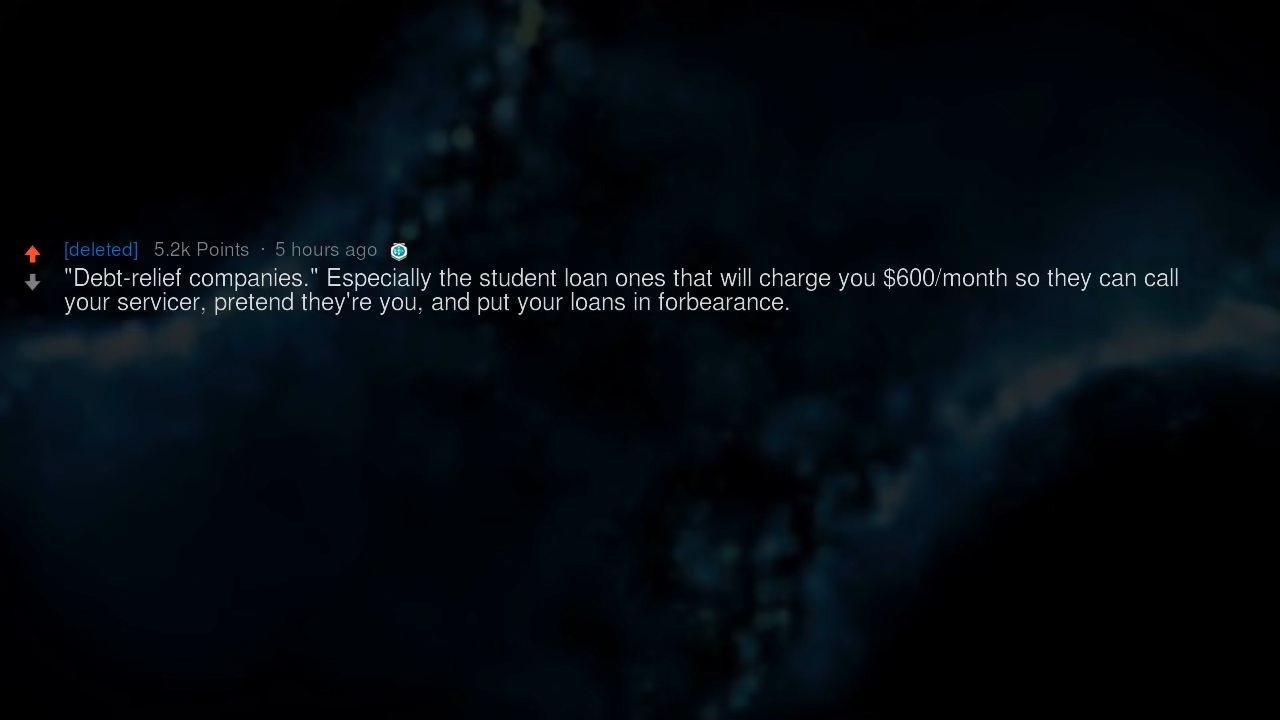 [deleted] 5.2k Points · 5 hours ago
"Debt-relief companies." Especially the student loan ones that will charge you $600/month so they can call
your servicer, pretend they're you, and put your loans in forbearance.